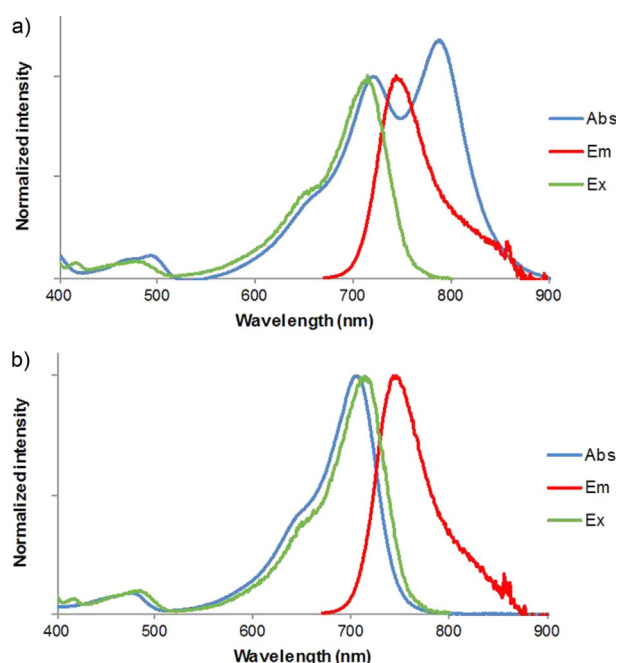 a)
Normalized intensity
Abs
Em
Ex
400 500 600 700 800 900
Wavelength (nm)
b)
Normalized intensity
Abs
Em
Ex
400 500 600 700 800 900
Wavelength (nm)